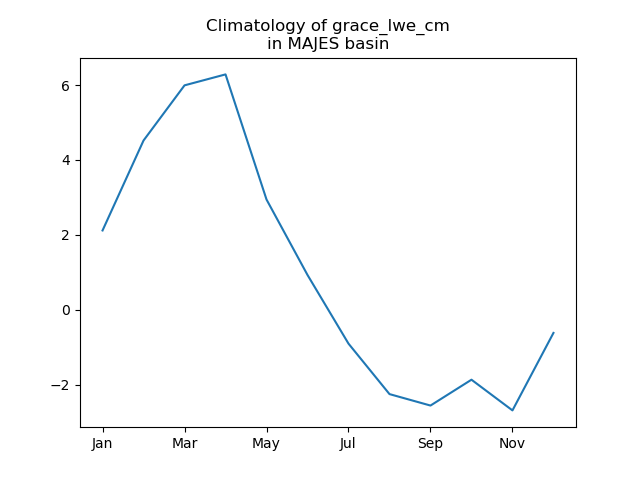 Climatology of grace_lwe_cm
in MAJES basin
6
4
2
0
−2
Jan
Mar
May
Jul
Sep
Nov